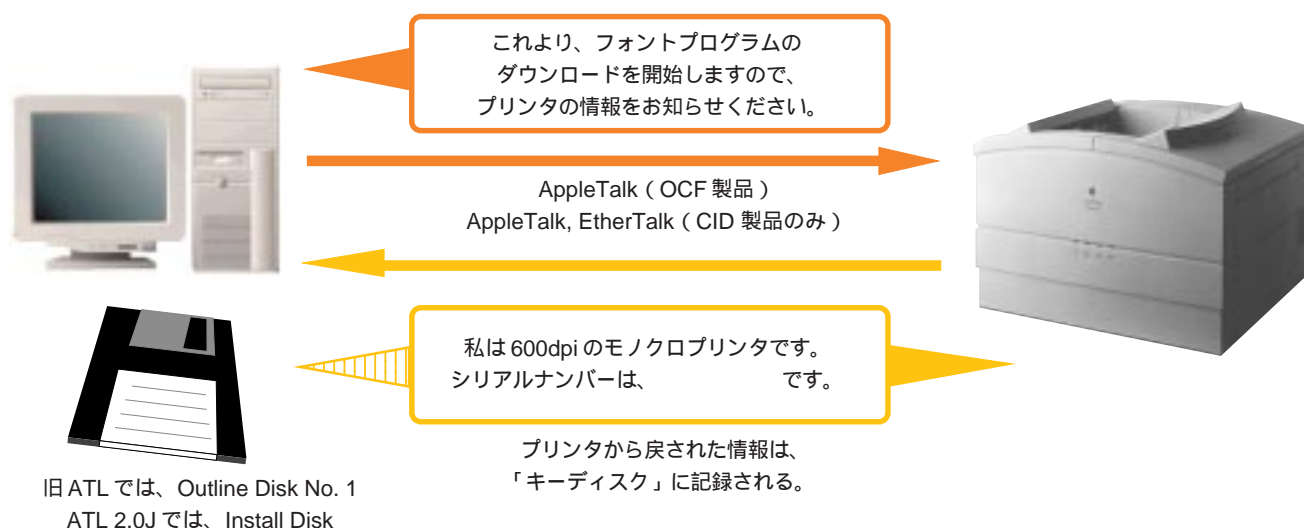 これより、フォントプログラムの
ダウンロードを開始しますので、
プリンタの情報をお知らせください。
AppleTalk（OCF 製品）
AppleTalk, EtherTalk（CID 製品のみ）
私は 600dpi のモノクロプリンタです。
シリアルナンバーは、　　　　　です。
プリンタから戻された情報は、
「キーディスク」に記録される。
旧 ATL では、Outline Disk No. 1
ATL 2.0J では、Install Disk